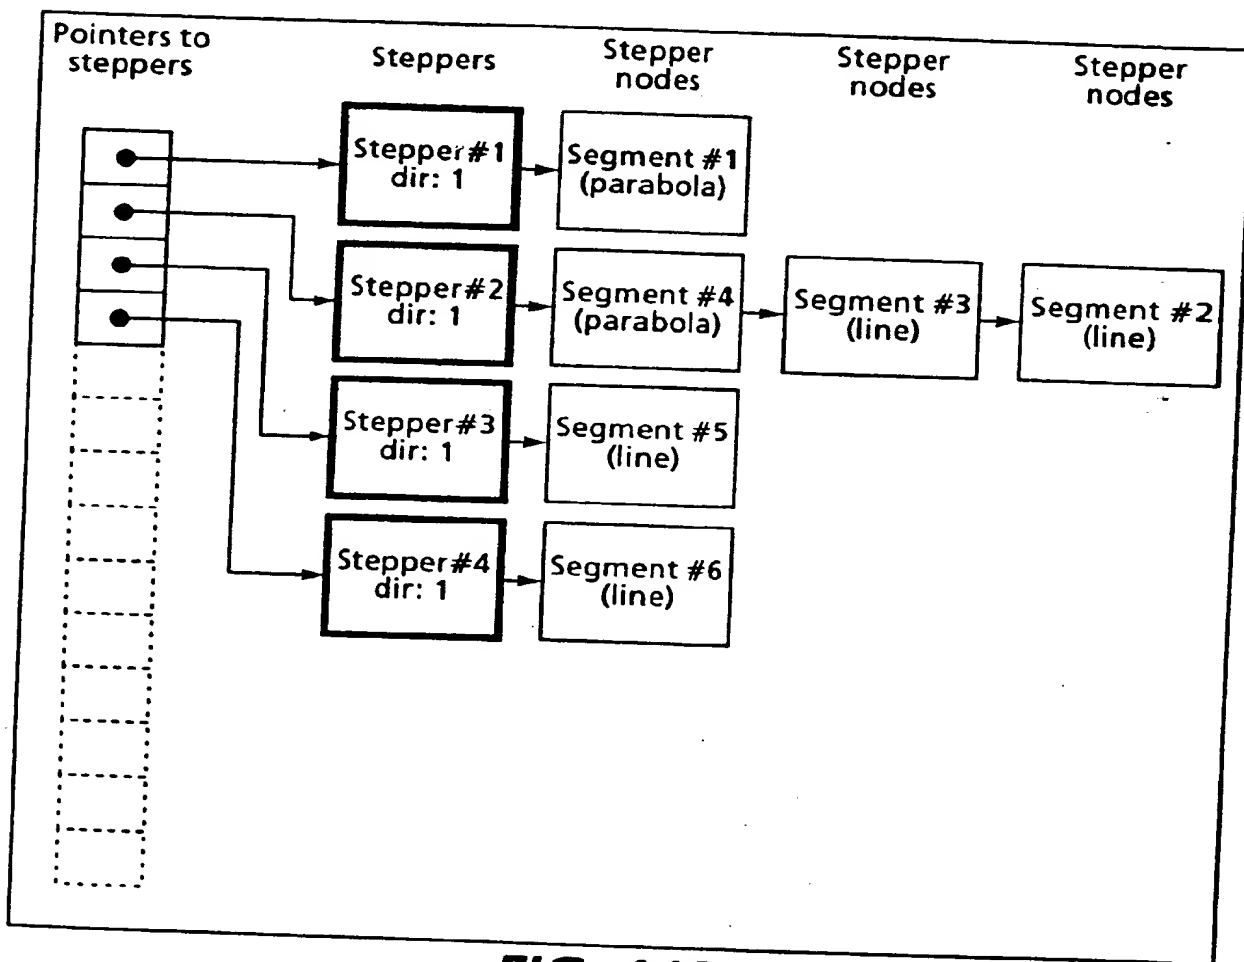 Pointers to
steppers
Steppers
Stepper
nodes
Stepper
nodes
Stepper
nodes
Stepper#1
dir: 1
Segment #1
(parabola)
Stepper#2
dir: 1
Segment #4
(parabola)
Segment #3
(line)
Segment #2
(line)
Stepper#3
dir: 1
Segment #5
(line)
Stepper#4
dir: 1
Segment #6
(line)